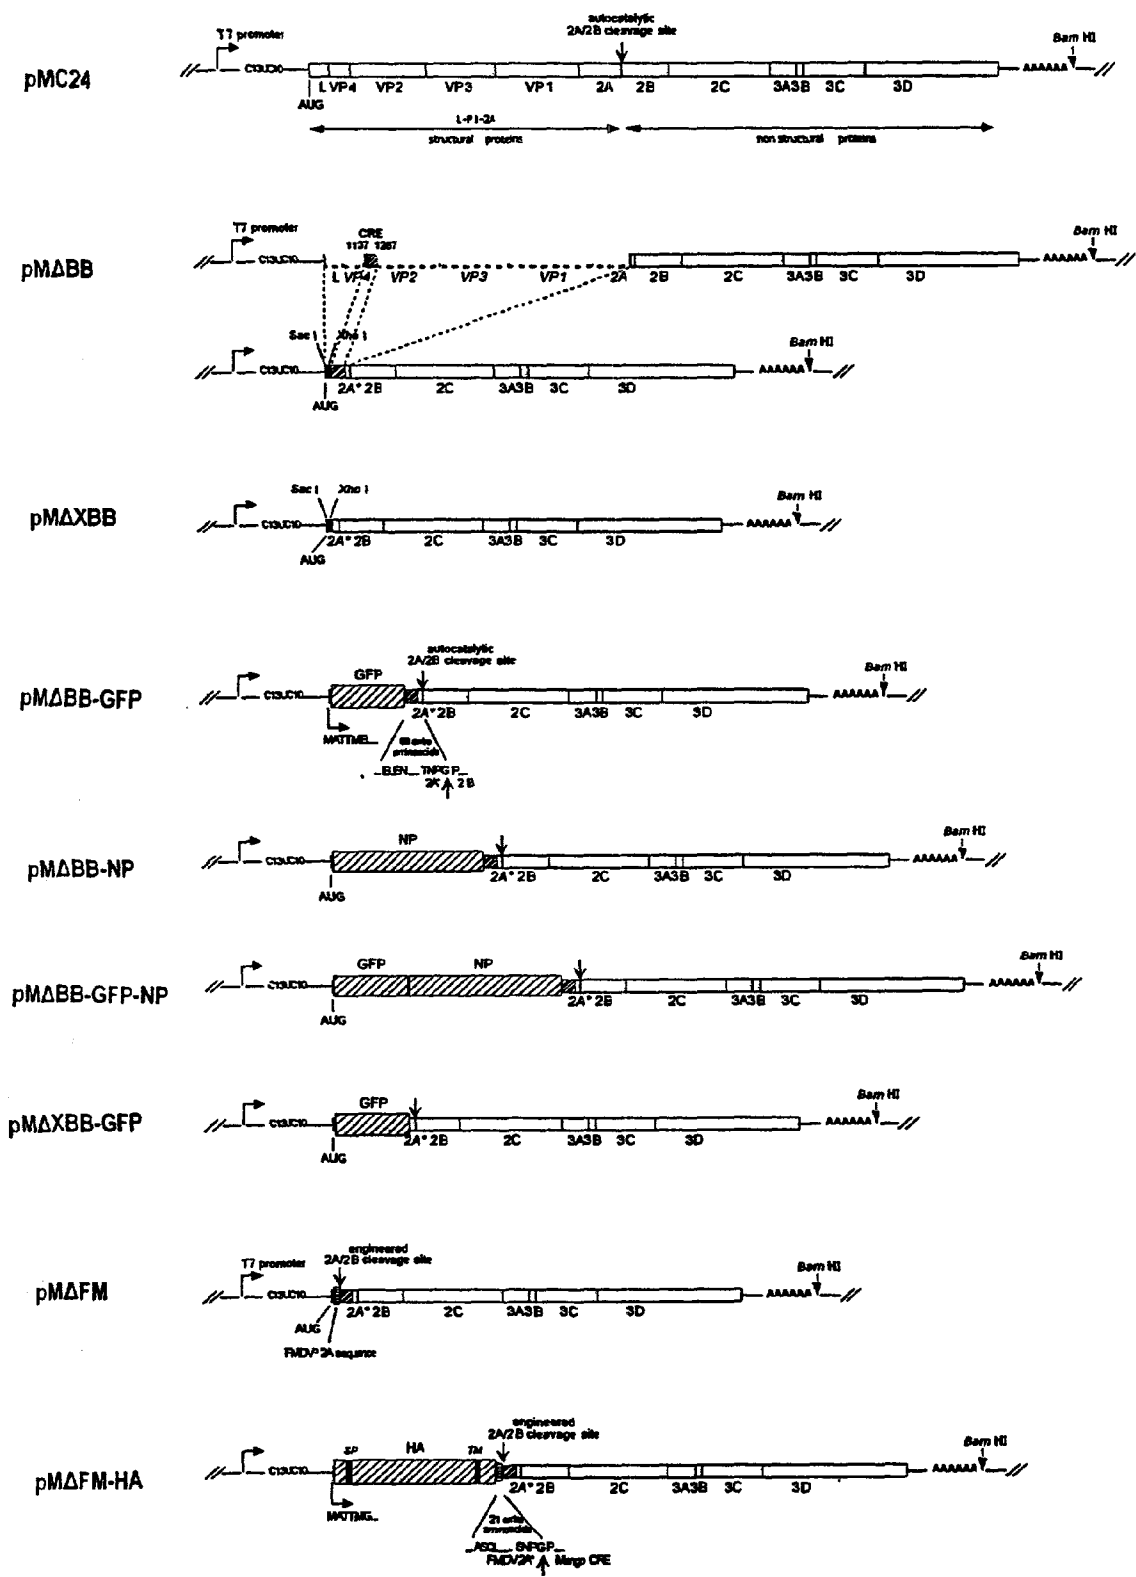 autocatalytic
2A/2B cleavage site
T7 promoter
Bam HI
pMC24
C13UC10
AAAAAA
L VP4 VP2 VP3 VP1 2A 2B 2C 3A3B 3C 3D
AUG
L-P1-2A
structural proteins
non structural proteins
T7 promoter
CRE
1137 1267
Bam HI
pMΔBB
C13UC10
AAAAAA
L VP4 VP2 VP3 VP1 2A 2B 2C 3A3B 3C 3D
Sac I Xho I
Bam HI
C13UC10
AAAAAA
2A* 2B 2C 3A3B 3C 3D
AUG
Sac I Xho I
Bam HI
pMΔXBB
C13UC10
AAAAAA
2A* 2B 2C 3A3B 3C 3D
AUG
autocatalytic
2A/2B cleavage site
GFP
Bam HI
pMΔBB-GFP
C13UC10
AAAAAA
2A* 2B 2C 3A3B 3C 3D
MATTME...
extra
aminoacids
TNPG P...
2A* 2B
NP
Bam HI
pMΔBB-NP
C13UC10
AAAAAA
2A* 2B 2C 3A3B 3C 3D
AUG
GFP NP
Bam HI
pMΔBB-GFP-NP
C13UC10
AAAAAA
2A* 2B 2C 3A3B 3C 3D
AUG
GFP
Bam HI
pMΔXBB-GFP
C13UC10
AAAAAA
2A* 2B 2C 3A3B 3C 3D
AUG
engineered
2A/2B cleavage site
T7 promoter
Bam HI
pMΔFM
C13UC10
AAAAAA
2A* 2B 2C 3A3B 3C 3D
AUG
FMDV 2A sequence
engineered
2A/2B cleavage site
SP HA TM
Bam HI
pMΔFM-HA
C13UC10
AAAAAA
2A* 2B 2C 3A3B 3C 3D
MATTMG...
21 extra
aminoacids
FMDV2A* Mengo CRE